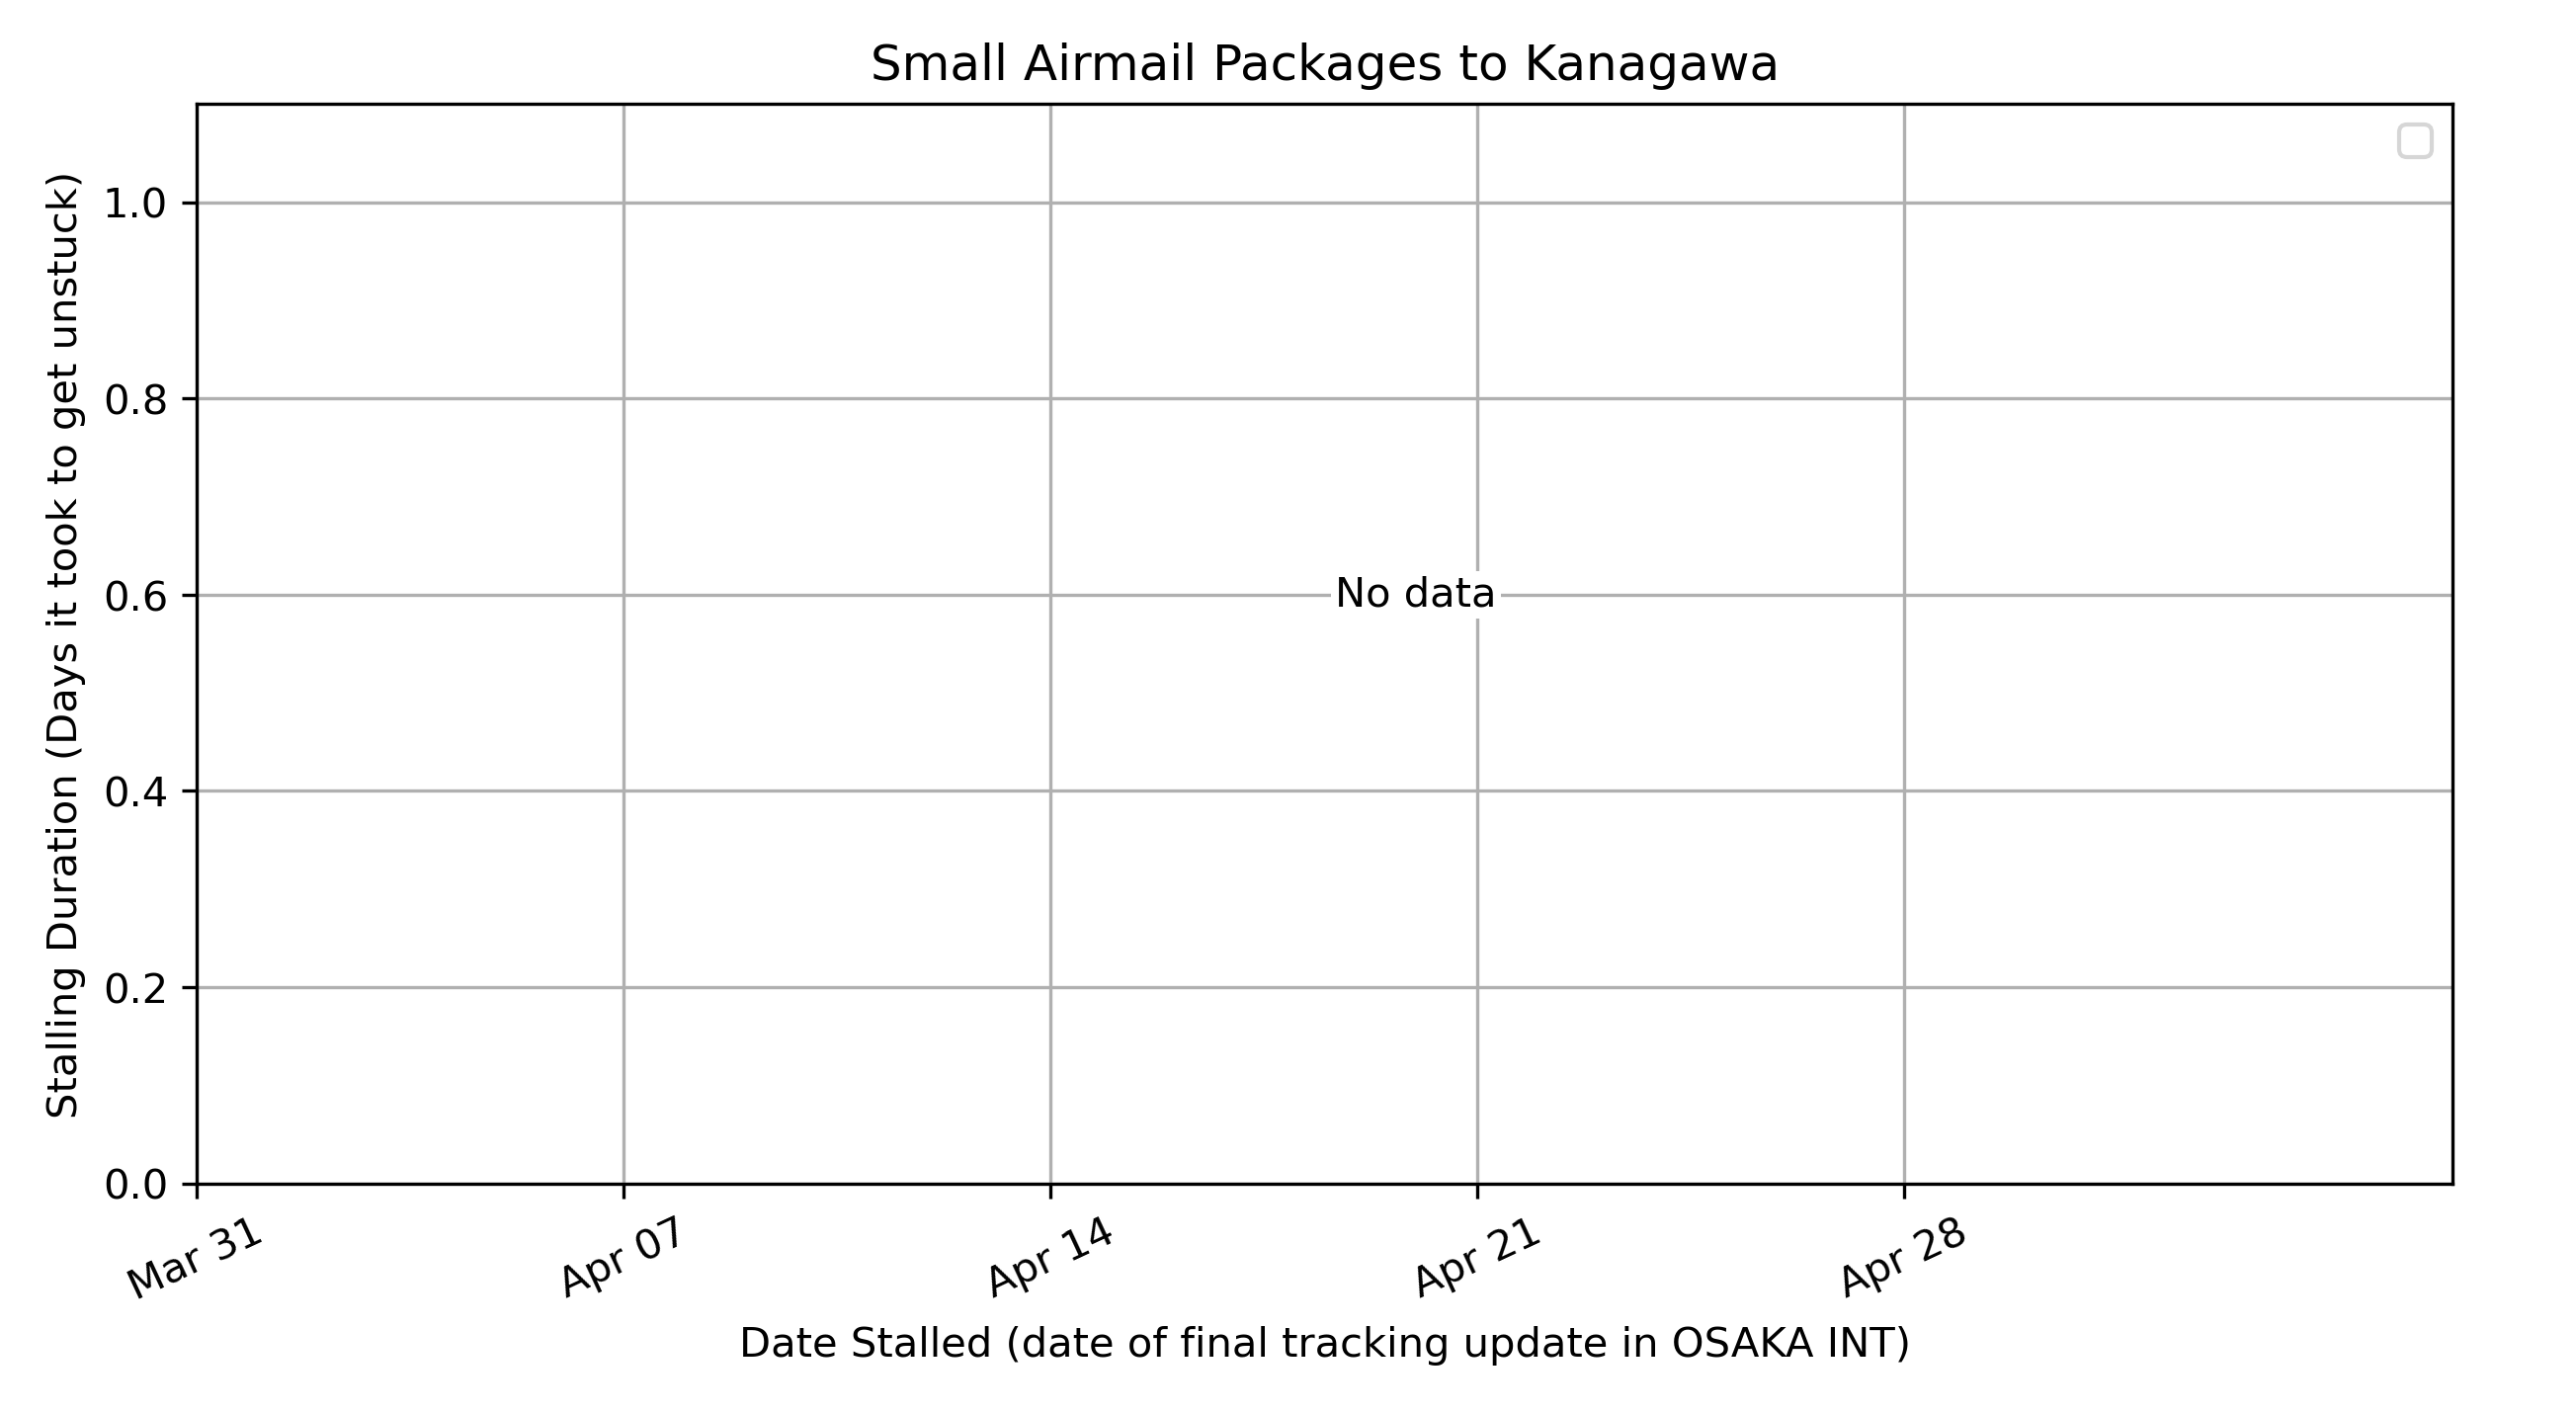 Small Airmail Packages to Kanagawa
Stalling Duration (Days it took to get unstuck)
1.0
0.8
0.6
0.4
0.2
0.0
No data
Mar 31
Apr 07
Apr 14
Apr 21
Apr 28
Date Stalled (date of final tracking update in OSAKA INT)